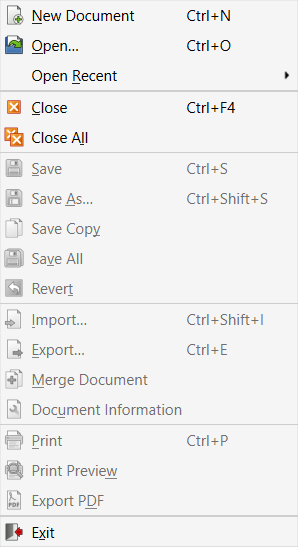 New Document Ctrl+N
Open... Ctrl+O
Open Recent
Close Ctrl+F4
Close All
Save Ctrl+S
Save As... Ctrl+Shift+S
Save Copy
Save All
Revert
Import... Ctrl+Shift+I
Export... Ctrl+E
Merge Document
Document Information
Print Ctrl+P
Print Preview
Export PDF
Exit